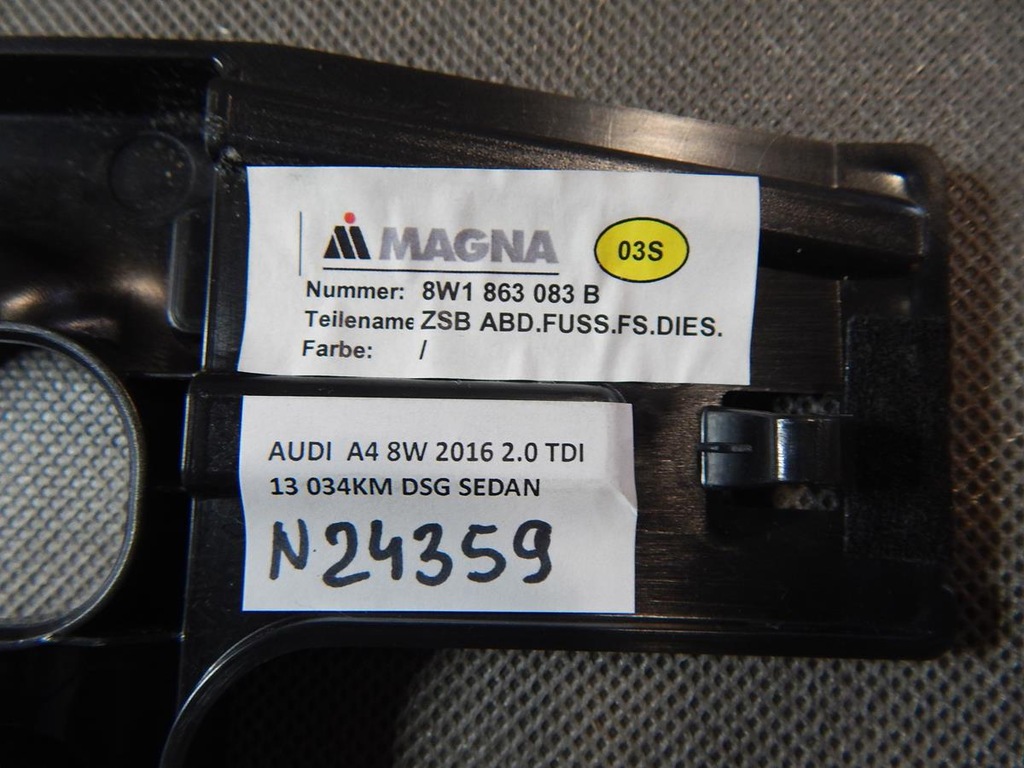 MAGNA
03S
Nummer: 8W1 863 083 B
Teilename ZSB ABD.FUSS.FS.DIES.
Farbe: /
AUDI A4 8W 2016 2.0 TDI
13 034KM DSG SEDAN
N24359